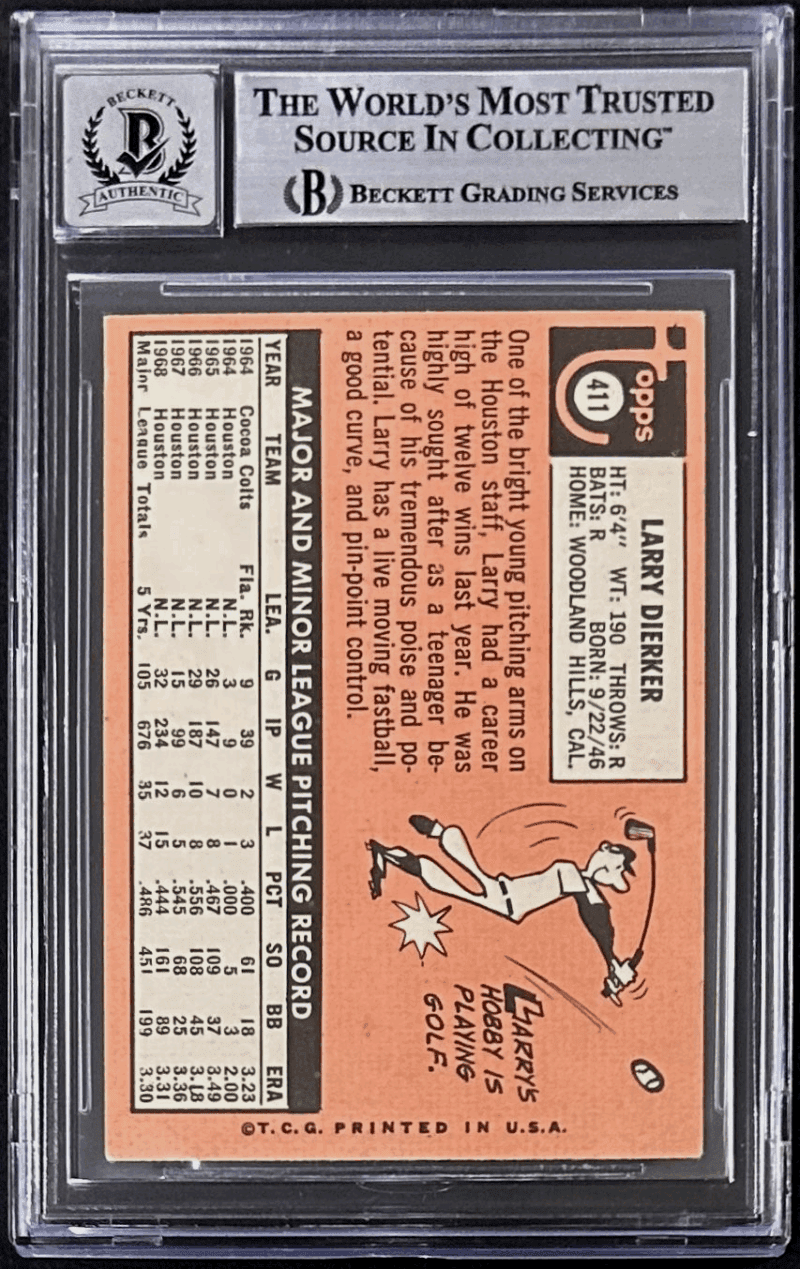 BECKETT
B
AUTHENTIC
THE WORLD'S MOST TRUSTED
SOURCE IN COLLECTING™
B BECKETT GRADING SERVICES
Topps
411
LARRY DIERKER
HT: 6'4" WT: 190 THROWS: R
BATS: R BORN: 9/22/46
HOME: WOODLAND HILLS, CAL.
One of the bright young pitching arms on
the Houston staff, Larry had a career
high of twelve wins last year. He was
highly sought after as a teenager be-
cause of his tremendous poise and po-
tential. Larry has a live moving fastball,
a good curve, and pin-point control.
LARRY'S
HOBBY IS
PLAYING
GOLF.
MAJOR AND MINOR LEAGUE PITCHING RECORD
YEAR TEAM LEA. G IP W L PCT SO BB ERA
1964 Cocoa Colts Fla. Rk. 9 39 2 3 .400 61 18 3.23
1964 Houston N.L. 3 9 0 1 .000 5 3 2.00
1965 Houston N.L. 26 147 7 8 .467 109 37 3.49
1966 Houston N.L. 29 187 10 8 .556 108 45 3.18
1967 Houston N.L. 15 99 6 5 .545 68 25 3.36
1968 Houston N.L. 32 234 12 15 .444 161 89 3.31
Major League Totals 5 Yrs. 105 676 35 37 .486 451 199 3.30
©T.C.G. PRINTED IN U.S.A.